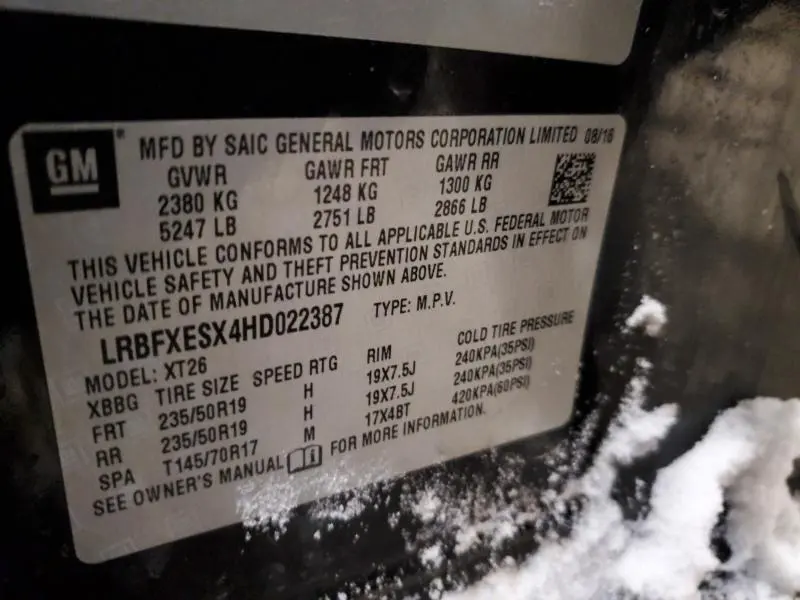 GM
MFD BY SAIC GENERAL MOTORS CORPORATION LIMITED 08/16
GVWR GAWR FRT GAWR RR
2380 KG 1248 KG 1300 KG
5247 LB 2751 LB 2866 LB
THIS VEHICLE CONFORMS TO ALL APPLICABLE U.S. FEDERAL MOTOR
VEHICLE SAFETY AND THEFT PREVENTION STANDARDS IN EFFECT ON
THE DATE OF MANUFACTURE SHOWN ABOVE.
LRBFXESX4HD022387 TYPE: M.P.V.
MODEL: XT26
XBBG TIRE SIZE SPEED RTG RIM COLD TIRE PRESSURE
FRT 235/50R19 H 19X7.5J 240KPA(35PSI)
RR 235/50R19 H 19X7.5J 240KPA(35PSI)
SPA T145/70R17 M 17X4BT 420KPA(60PSI)
SEE OWNER'S MANUAL FOR MORE INFORMATION.